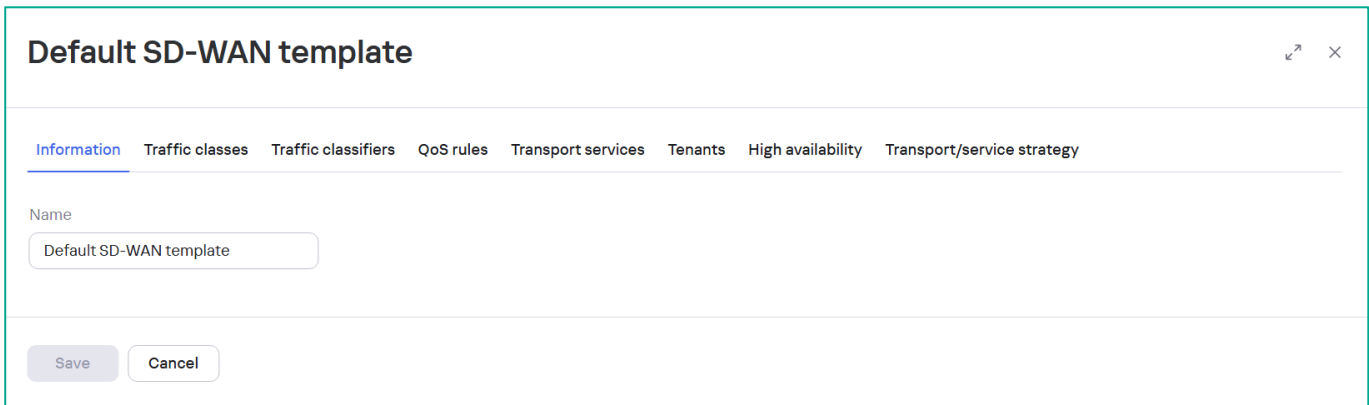 Default SD-WAN template
Information Traffic classes Traffic classifiers QoS rules Transport services Tenants High availability Transport/service strategy
Name
Default SD-WAN template
Save Cancel